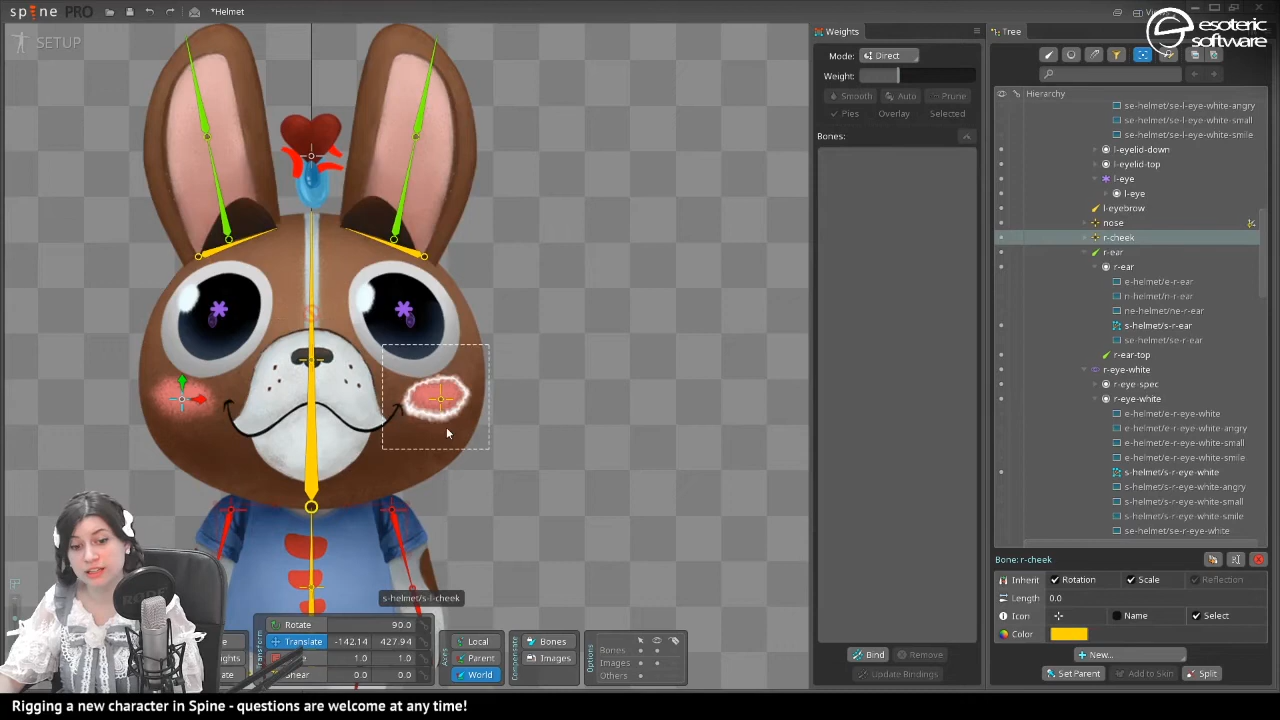 spine PRO
*Helmet
Views
esoteric software
SETUP
Weights
Tree
Mode:
Direct
Weight:
Smooth
Auto
Prune
Pies
Overlay
Selected
Bones:
Bind
Remove
Update Bindings
Hierarchy
se-helmet/se-l-eye-white-angry
se-helmet/se-l-eye-white-small
se-helmet/se-l-eye-white-smile
l-eyelid-down
l-eyelid-top
l-eye
l-eye
l-eyebrow
nose
r-cheek
r-ear
r-ear
e-helmet/e-r-ear
n-helmet/n-r-ear
ne-helmet/ne-r-ear
s-helmet/s-r-ear
se-helmet/se-r-ear
r-ear-top
r-eye-white
r-eye-spec
r-eye-white
e-helmet/e-r-eye-white
e-helmet/e-r-eye-white-angry
e-helmet/e-r-eye-white-small
e-helmet/e-r-eye-white-smile
s-helmet/s-r-eye-white
s-helmet/s-r-eye-white-angry
s-helmet/s-r-eye-white-small
s-helmet/s-r-eye-white-smile
se-helmet/se-r-eye-white
Bone: r-cheek
Inherit
Rotation
Scale
Reflection
Length
0.0
Icon
Name
Select
Color
New...
Set Parent
Add to Skin
Split
s-helmet/s-l-cheek
Transform
Rotate
90.0
Translate
-142.14
427.94
1.0
1.0
Shear
0.0
0.0
Axes
Local
Parent
World
Compensate
Bones
Images
Options
Bones
Images
Others
RODE
Rigging a new character in Spine - questions are welcome at any time!